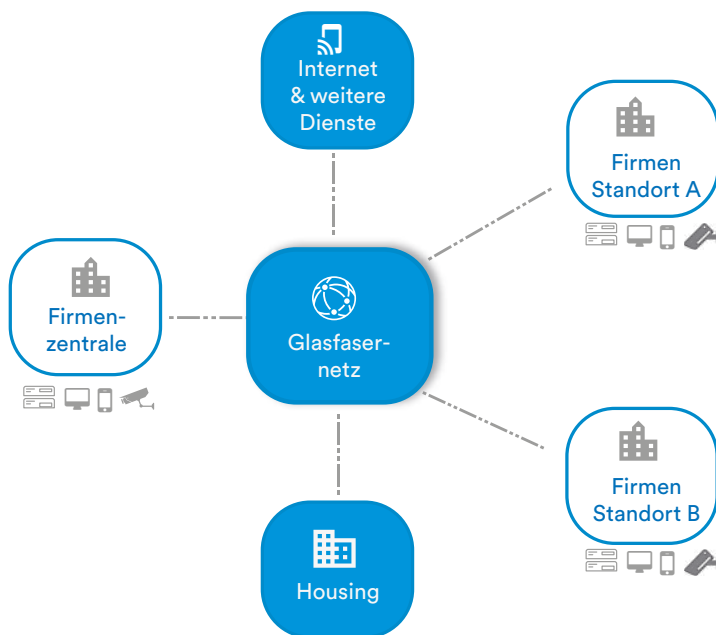 Internet
& weitere
Dienste
Firmen
Standort A
Firmen-
zentrale
Glasfaser-
netz
Firmen
Standort B
Housing